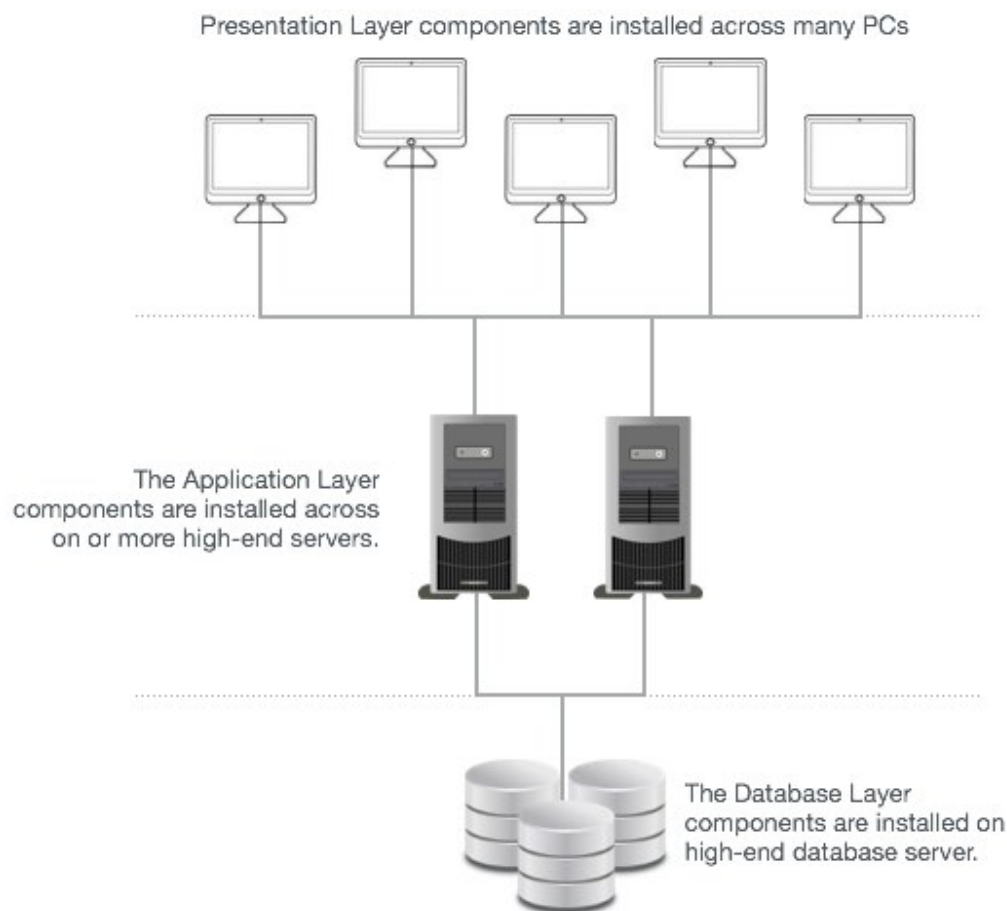 Presentation Layer components are installed across many PCs
The Application Layer
components are installed across
on or more high-end servers.
The Database Layer
components are installed on
high-end database server.